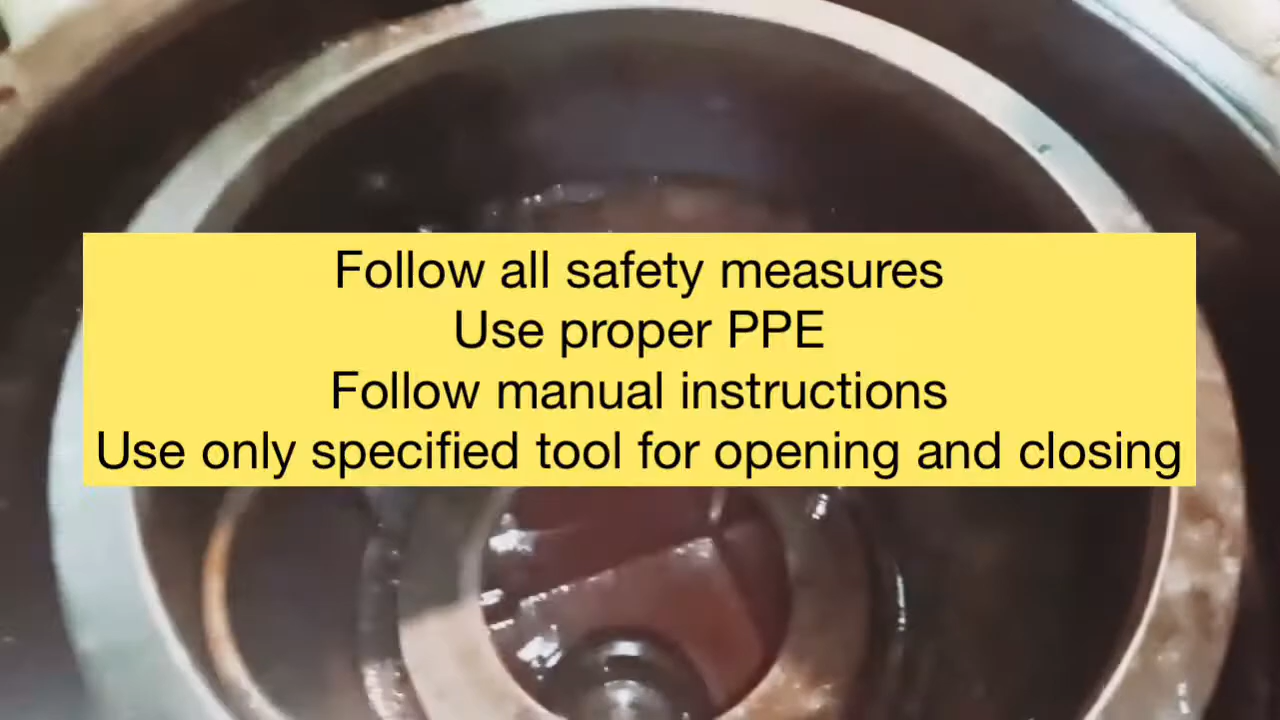 Follow all safety measures
Use proper PPE
Follow manual instructions
Use only specified tool for opening and closing